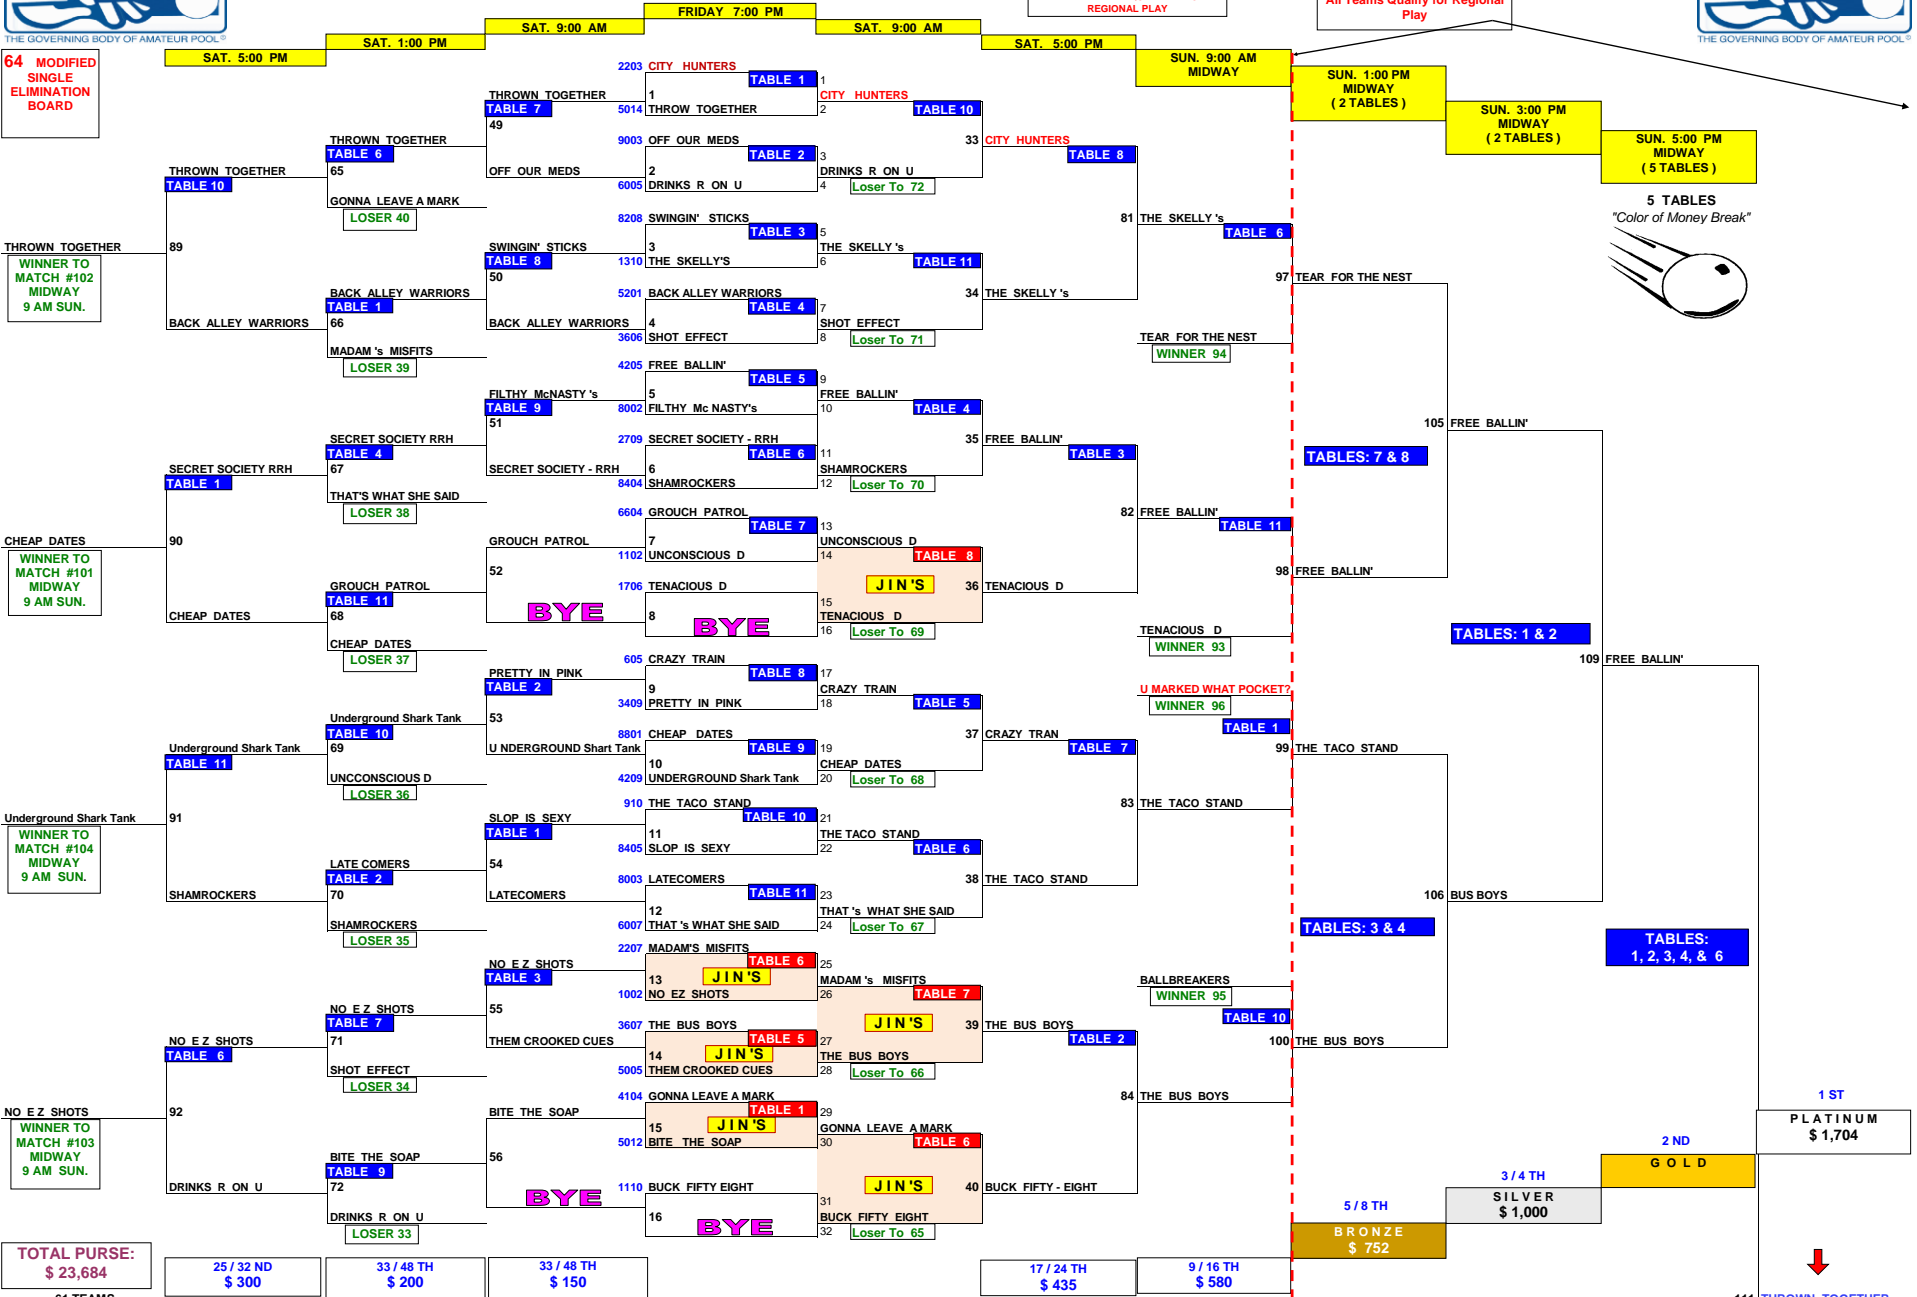 THE GOVERNING BODY OF AMATEUR POOL®
REGIONAL PLAY
All Teams Qualify for Regional
Play
THE GOVERNING BODY OF AMATEUR POOL®
64 MODIFIED
SINGLE
ELIMINATION
BOARD
SAT. 5:00 PM
SAT. 1:00 PM
SAT. 9:00 AM
FRIDAY 7:00 PM
SAT. 9:00 AM
SAT. 5:00 PM
SUN. 9:00 AM
MIDWAY
SUN. 1:00 PM
MIDWAY
( 2 TABLES )
SUN. 3:00 PM
MIDWAY
( 2 TABLES )
SUN. 5:00 PM
MIDWAY
( 5 TABLES )
5 TABLES
"Color of Money Break"
THROWN TOGETHER
89
WINNER TO
MATCH #102
MIDWAY
9 AM SUN.
CHEAP DATES
90
WINNER TO
MATCH #101
MIDWAY
9 AM SUN.
Underground Shark Tank
91
WINNER TO
MATCH #104
MIDWAY
9 AM SUN.
NO E Z SHOTS
92
WINNER TO
MATCH #103
MIDWAY
9 AM SUN.
THROWN TOGETHER
TABLE 10
BACK ALLEY WARRIORS
SECRET SOCIETY RRH
TABLE 1
CHEAP DATES
Underground Shark Tank
TABLE 11
SHAMROCKERS
NO E Z SHOTS
TABLE 6
DRINKS R ON U
THROWN TOGETHER
TABLE 6
65
GONNA LEAVE A MARK
LOSER 40
BACK ALLEY WARRIORS
TABLE 1
66
MADAM 's MISFITS
LOSER 39
SECRET SOCIETY RRH
TABLE 4
67
THAT'S WHAT SHE SAID
LOSER 38
GROUCH PATROL
TABLE 11
68
CHEAP DATES
LOSER 37
Underground Shark Tank
TABLE 10
69
UNCCONSCIOUS D
LOSER 36
LATE COMERS
TABLE 2
70
SHAMROCKERS
LOSER 35
NO E Z SHOTS
TABLE 7
71
SHOT EFFECT
LOSER 34
BITE THE SOAP
TABLE 9
72
DRINKS R ON U
LOSER 33
THROWN TOGETHER
TABLE 7
49
OFF OUR MEDS
SWINGIN' STICKS
TABLE 8
50
BACK ALLEY WARRIORS
FILTHY McNASTY 's
TABLE 9
51
SECRET SOCIETY - RRH
GROUCH PATROL
52
BYE
PRETTY IN PINK
TABLE 2
53
U NDERGROUND Shart Tank
SLOP IS SEXY
TABLE 1
54
LATECOMERS
NO E Z SHOTS
TABLE 3
55
THEM CROOKED CUES
BITE THE SOAP
56
BYE
2203 CITY HUNTERS
TABLE 1
1
5014 THROW TOGETHER
9003 OFF OUR MEDS
TABLE 2
2
6005 DRINKS R ON U
8208 SWINGIN' STICKS
TABLE 3
3
1310 THE SKELLY'S
5201 BACK ALLEY WARRIORS
TABLE 4
4
3606 SHOT EFFECT
4205 FREE BALLIN'
TABLE 5
5
8002 FILTHY Mc NASTY's
2709 SECRET SOCIETY - RRH
TABLE 6
6
8404 SHAMROCKERS
6604 GROUCH PATROL
TABLE 7
7
1102 UNCONSCIOUS D
1706 TENACIOUS D
8
BYE
605 CRAZY TRAIN
TABLE 8
9
3409 PRETTY IN PINK
8801 CHEAP DATES
TABLE 9
10
4209 UNDERGROUND Shark Tank
910 THE TACO STAND
TABLE 10
11
8405 SLOP IS SEXY
8003 LATECOMERS
TABLE 11
12
6007 THAT 's WHAT SHE SAID
2207 MADAM'S MISFITS
TABLE 6
13 J I N 'S
1002 NO EZ SHOTS
3607 THE BUS BOYS
TABLE 5
14 J I N 'S
5005 THEM CROOKED CUES
4104 GONNA LEAVE A MARK
TABLE 1
15 J I N 'S
5012 BITE THE SOAP
1110 BUCK FIFTY EIGHT
16
BYE
1
CITY HUNTERS
2
TABLE 10
3
DRINKS R ON U
4 Loser To 72
5
THE SKELLY 's
6
TABLE 11
7
SHOT EFFECT
8 Loser To 71
9
FREE BALLIN'
10
TABLE 4
11
SHAMROCKERS
12 Loser To 70
13
UNCONSCIOUS D
14 TABLE 8
J I N 'S
15
TENACIOUS D
16 Loser To 69
17
CRAZY TRAIN
18 TABLE 5
19
CHEAP DATES
20 Loser To 68
21
THE TACO STAND
22 TABLE 6
23
THAT 's WHAT SHE SAID
24 Loser To 67
25
MADAM 's MISFITS
26 TABLE 7
J I N 'S
27
THE BUS BOYS
28 Loser To 66
29
GONNA LEAVE A MARK
30 TABLE 6
J I N 'S
31
BUCK FIFTY EIGHT
32 Loser To 65
33 CITY HUNTERS
TABLE 8
34 THE SKELLY 's
35 FREE BALLIN'
TABLE 3
36 TENACIOUS D
37 CRAZY TRAN
TABLE 7
38 THE TACO STAND
39 THE BUS BOYS
TABLE 2
40 BUCK FIFTY - EIGHT
81 THE SKELLY 's
TABLE 6
TEAR FOR THE NEST
WINNER 94
82 FREE BALLIN'
TABLE 11
TENACIOUS D
WINNER 93
U MARKED WHAT POCKET?
WINNER 96
TABLE 1
83 THE TACO STAND
BALLBREAKERS
WINNER 95
TABLE 10
84 THE BUS BOYS
97 TEAR FOR THE NEST
TABLES: 7 & 8
98 FREE BALLIN'
99 THE TACO STAND
TABLES: 3 & 4
100 THE BUS BOYS
105 FREE BALLIN'
TABLES: 1 & 2
106 BUS BOYS
109 FREE BALLIN'
TABLES:
1, 2, 3, 4, & 6
1 ST
PLATINUM
$ 1,704
2 ND
GOLD
3 / 4 TH
SILVER
$ 1,000
5 / 8 TH
BRONZE
$ 752
TOTAL PURSE:
$ 23,684
61 TEAMS
25 / 32 ND
$ 300
33 / 48 TH
$ 200
33 / 48 TH
$ 150
17 / 24 TH
$ 435
9 / 16 TH
$ 580
111 THROWN TOGETHER